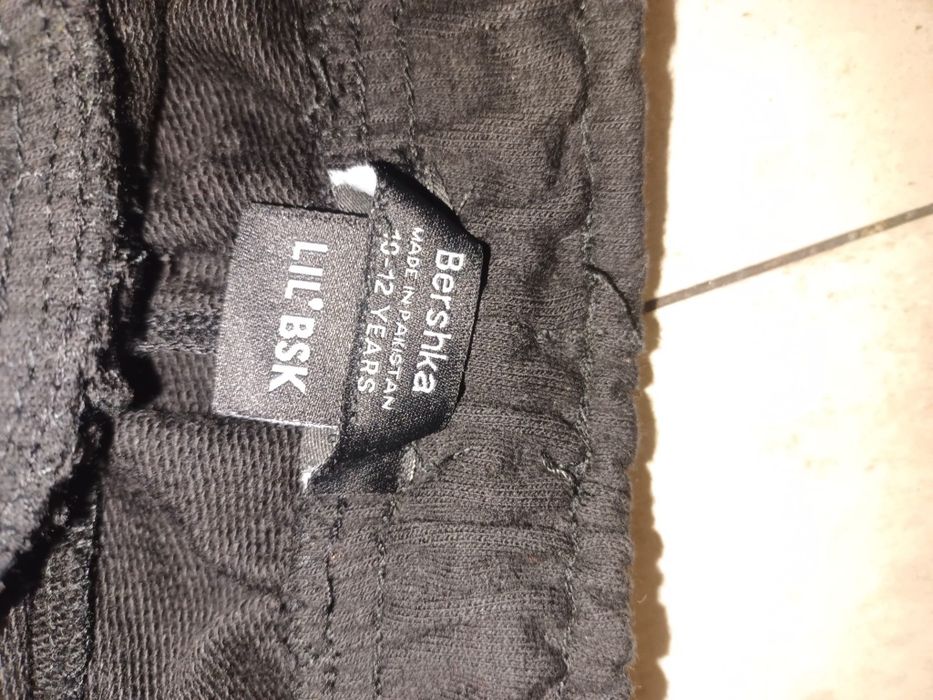 Bershka
MADE IN PAKISTAN
10-12 YEARS
LIL' BSK